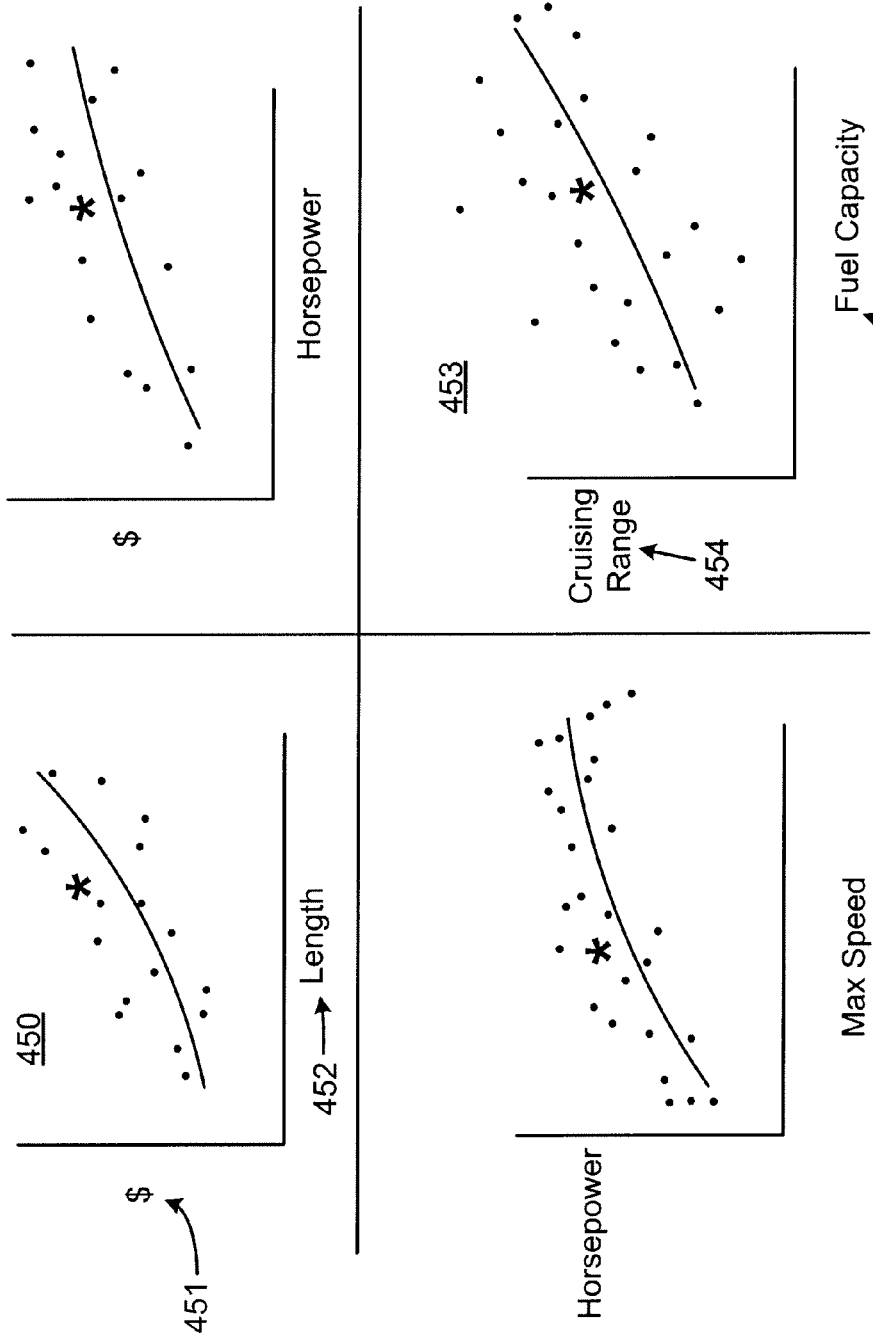 450
$
451
452
Length
$
Horsepower
Horsepower
Max Speed
453
Cruising
Range
454
Fuel Capacity